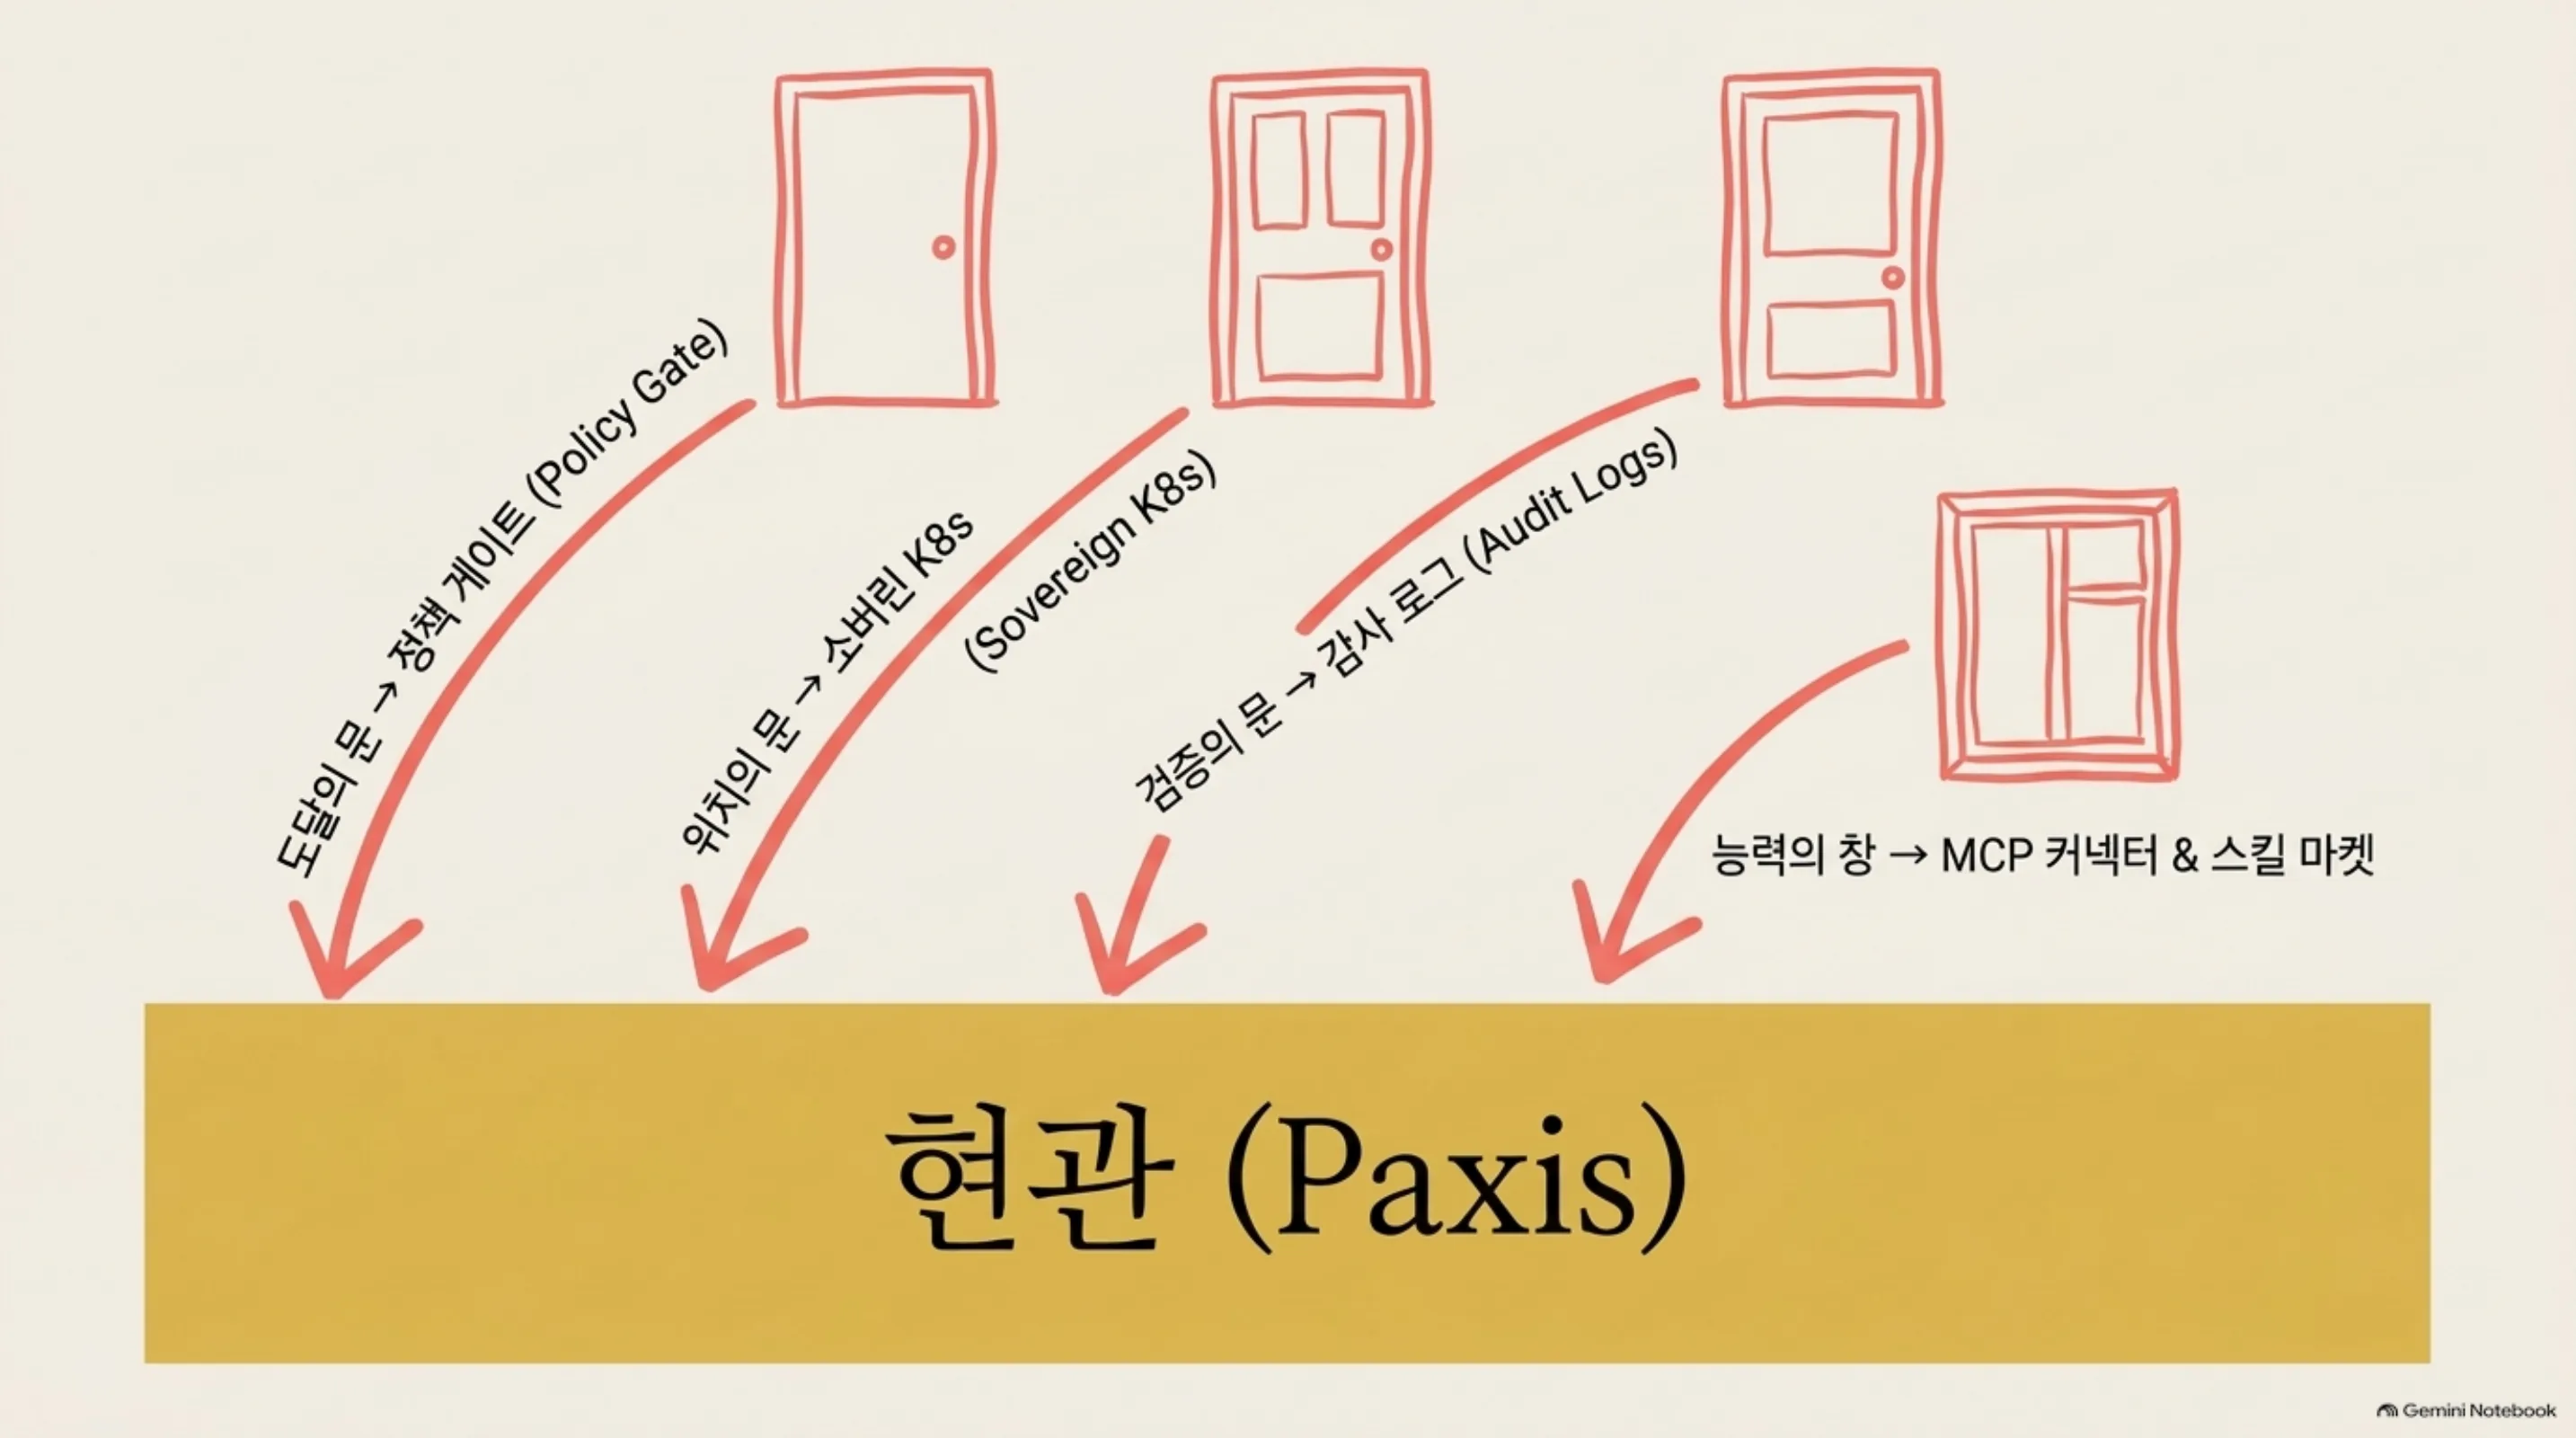 도달의 문 → 정책 게이트 (Policy Gate)
위치의 문 → 소버린 K8s
(Sovereign K8s)
검증의 문 → 감사 로그 (Audit Logs)
능력의 창 → MCP 커넥터 & 스킬 마켓
현관 (Paxis)
Gemini Notebook